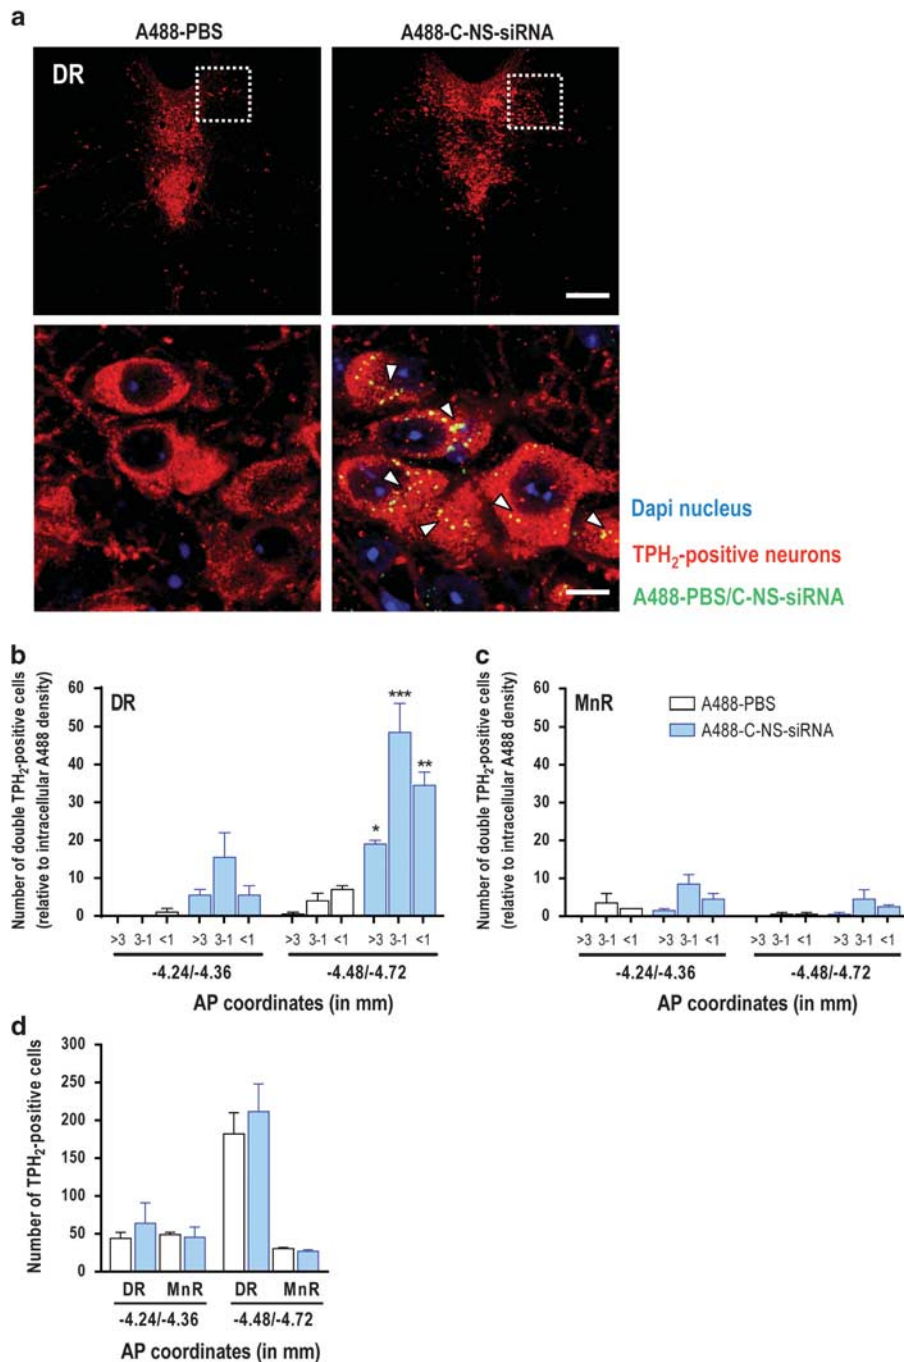 a
A488-PBS
A488-C-NS-siRNA
DR
Dapi nucleus
TPH2-positive neurons
A488-PBS/C-NS-siRNA
b
Number of double TPH2-positive cells
(relative to intracellular A488 density)
60
50
40
30
20
10
0
DR
*
***
**
>3 3-1 <1 >3 3-1 <1 >3 3-1 <1 >3 3-1 <1
-4.24/-4.36
-4.48/-4.72
AP coordinates (in mm)
c
Number of double TPH2-positive cells
(relative to intracellular A488 density)
60
50
40
30
20
10
0
MnR
A488-PBS
A488-C-NS-siRNA
>3 3-1 <1 >3 3-1 <1 >3 3-1 <1 >3 3-1 <1
-4.24/-4.36
-4.48/-4.72
AP coordinates (in mm)
d
Number of TPH2-positive cells
300
250
200
150
100
50
0
DR MnR DR MnR
-4.24/-4.36
-4.48/-4.72
AP coordinates (in mm)